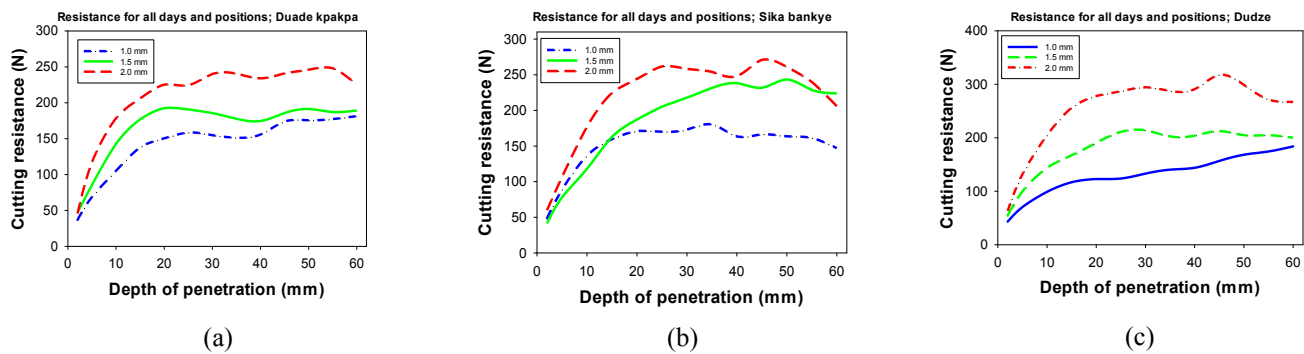 Resistance for all days and positions; Duade kpakpa
300
250
200
150
100
50
0
Cutting resistance (N)
1.0 mm
1.5 mm
2.0 mm
0 10 20 30 40 50 60
Depth of penetration (mm)
(a)
Resistance for all days and positions; Sika bankye
300
250
200
150
100
50
0
Cutting resistance (N)
1.0 mm
1.5 mm
2.0 mm
0 10 20 30 40 50 60
Depth of penetration (mm)
(b)
Resistance for all days and positions; Dudze
400
300
200
100
0
Cutting resistance (N)
1.0 mm
1.5 mm
2.0 mm
0 10 20 30 40 50 60
Depth of penetration (mm)
(c)